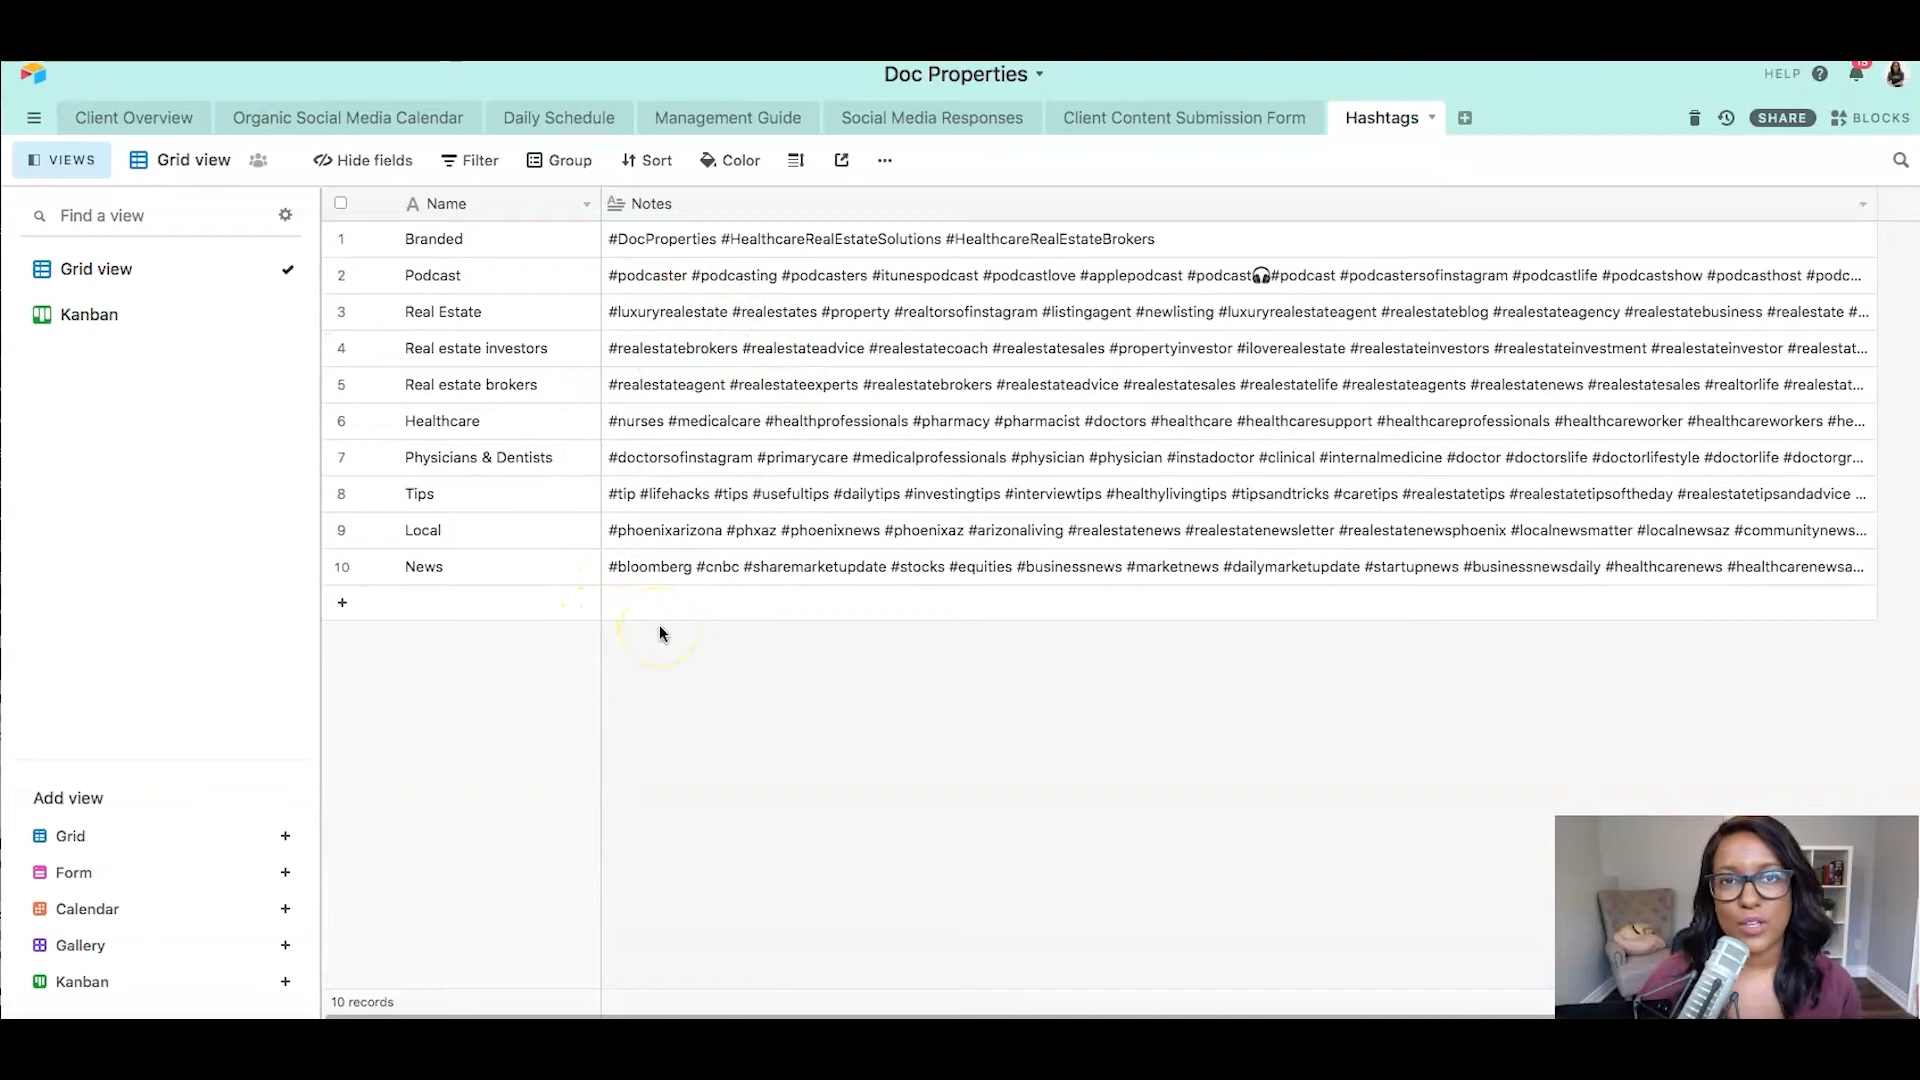 Doc Properties
HELP
15
Client Overview
Organic Social Media Calendar
Daily Schedule
Management Guide
Social Media Responses
Client Content Submission Form
Hashtags
SHARE
BLOCKS
VIEWS
Grid view
Hide fields
Filter
Group
Sort
Color
Find a view
Grid view
Kanban
Name
Notes
1 Branded #DocProperties #HealthcareRealEstateSolutions #HealthcareRealEstateBrokers
2 Podcast #podcaster #podcasting #podcasters #itunespodcast #podcastlove #applepodcast #podcast🎧#podcast #podcastersofinstagram #podcastlife #podcastshow #podcasthost #podc...
3 Real Estate #luxuryrealestate #realestates #property #realtorsofinstagram #listingagent #newlisting #luxuryrealestateagent #realestateblog #realestateagency #realestatebusiness #realestate #...
4 Real estate investors #realestatebrokers #realestateadvice #realestatecoach #realestatesales #propertyinvestor #iloverealestate #realestateinvestors #realestateinvestment #realestateinvestor #realestat...
5 Real estate brokers #realestateagent #realestateexperts #realestatebrokers #realestateadvice #realestatesales #realestatelife #realestateagents #realestatenews #realestatesales #realtorlife #realestat...
6 Healthcare #nurses #medicalcare #healthprofessionals #pharmacy #pharmacist #doctors #healthcare #healthcaresupport #healthcareprofessionals #healthcareworker #healthcareworkers #he...
7 Physicians & Dentists #doctorsofinstagram #primarycare #medicalprofessionals #physician #physician #instadoctor #clinical #internalmedicine #doctor #doctorslife #doctorlifestyle #doctorlife #doctorgr...
8 Tips #tip #lifehacks #tips #usefultips #dailytips #investingtips #interviewtips #healthylivingtips #tipsandtricks #caretips #realestatetips #realestatetipsoftheday #realestatetipsandadvice ...
9 Local #phoenixarizona #phxaz #phoenixnews #phoenixaz #arizonaliving #realestatenews #realestatenewsletter #realestatenewsphoenix #localnewsmatter #localnewsaz #communitynews...
10 News #bloomberg #cnbc #sharemarketupdate #stocks #equities #businessnews #marketnews #dailymarketupdate #startupnews #businessnewsdaily #healthcarenews #healthcarenewsa...
Add view
Grid
Form
Calendar
Gallery
Kanban
10 records